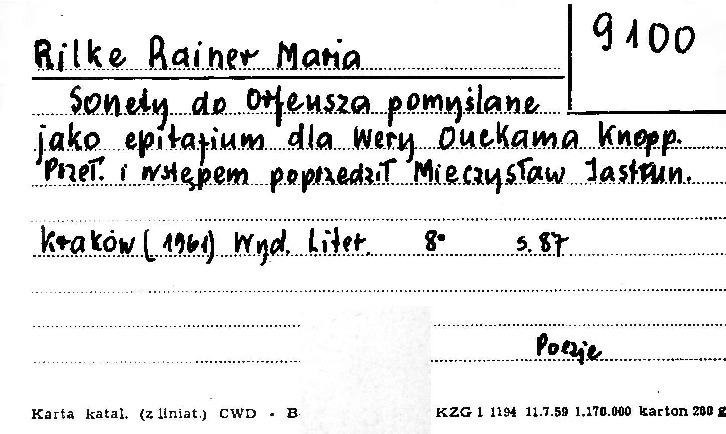 9100
Rilke Rainer Maria
Sonety do Orfeusza pomyślane
jako epitafium dla Wery Ouckama Knopp.
Przeł. i wstępem poprzedził Mieczysław Jastrun.
Kraków (1961) Wyd. Liter. 8° s. 87
Poezje
Karta katal. (z liniat.) CWD - B KZG 1 1194 11.7.59 1.170.000 karton 200 g